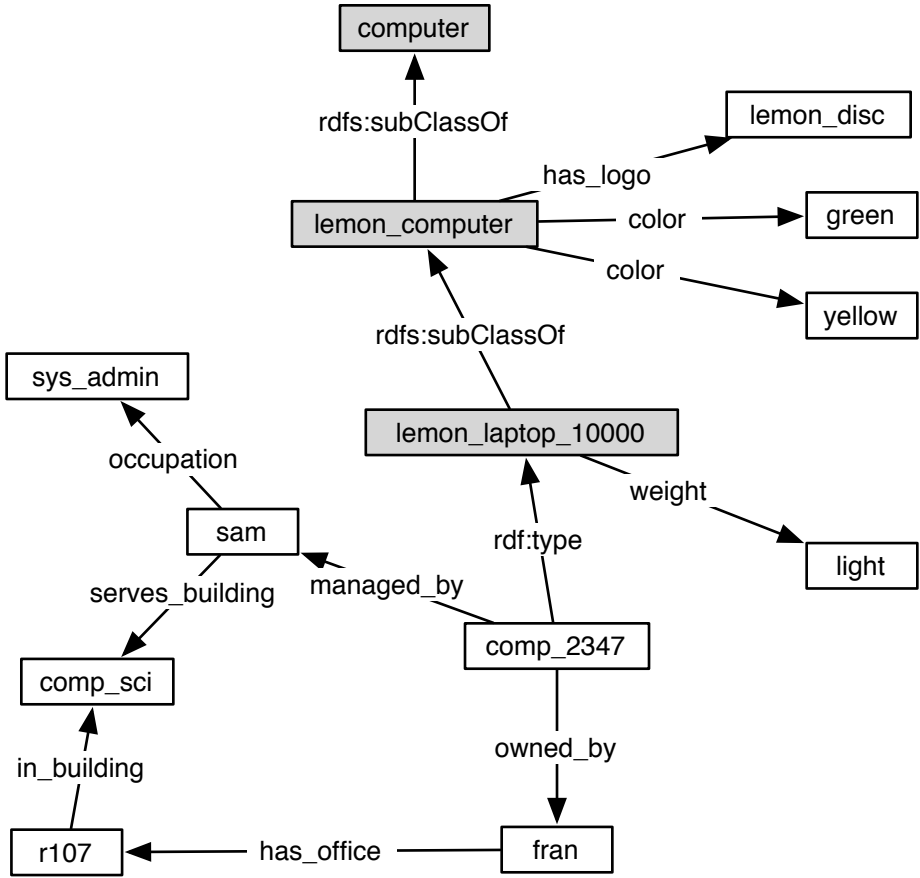 computer
rdfs:subClassOf
lemon_disc
has_logo
lemon_computer
color
green
color
yellow
rdfs:subClassOf
sys_admin
lemon_laptop_10000
occupation
weight
sam
rdf:type
light
serves_building
managed_by
comp_2347
comp_sci
owned_by
in_building
r107
has_office
fran